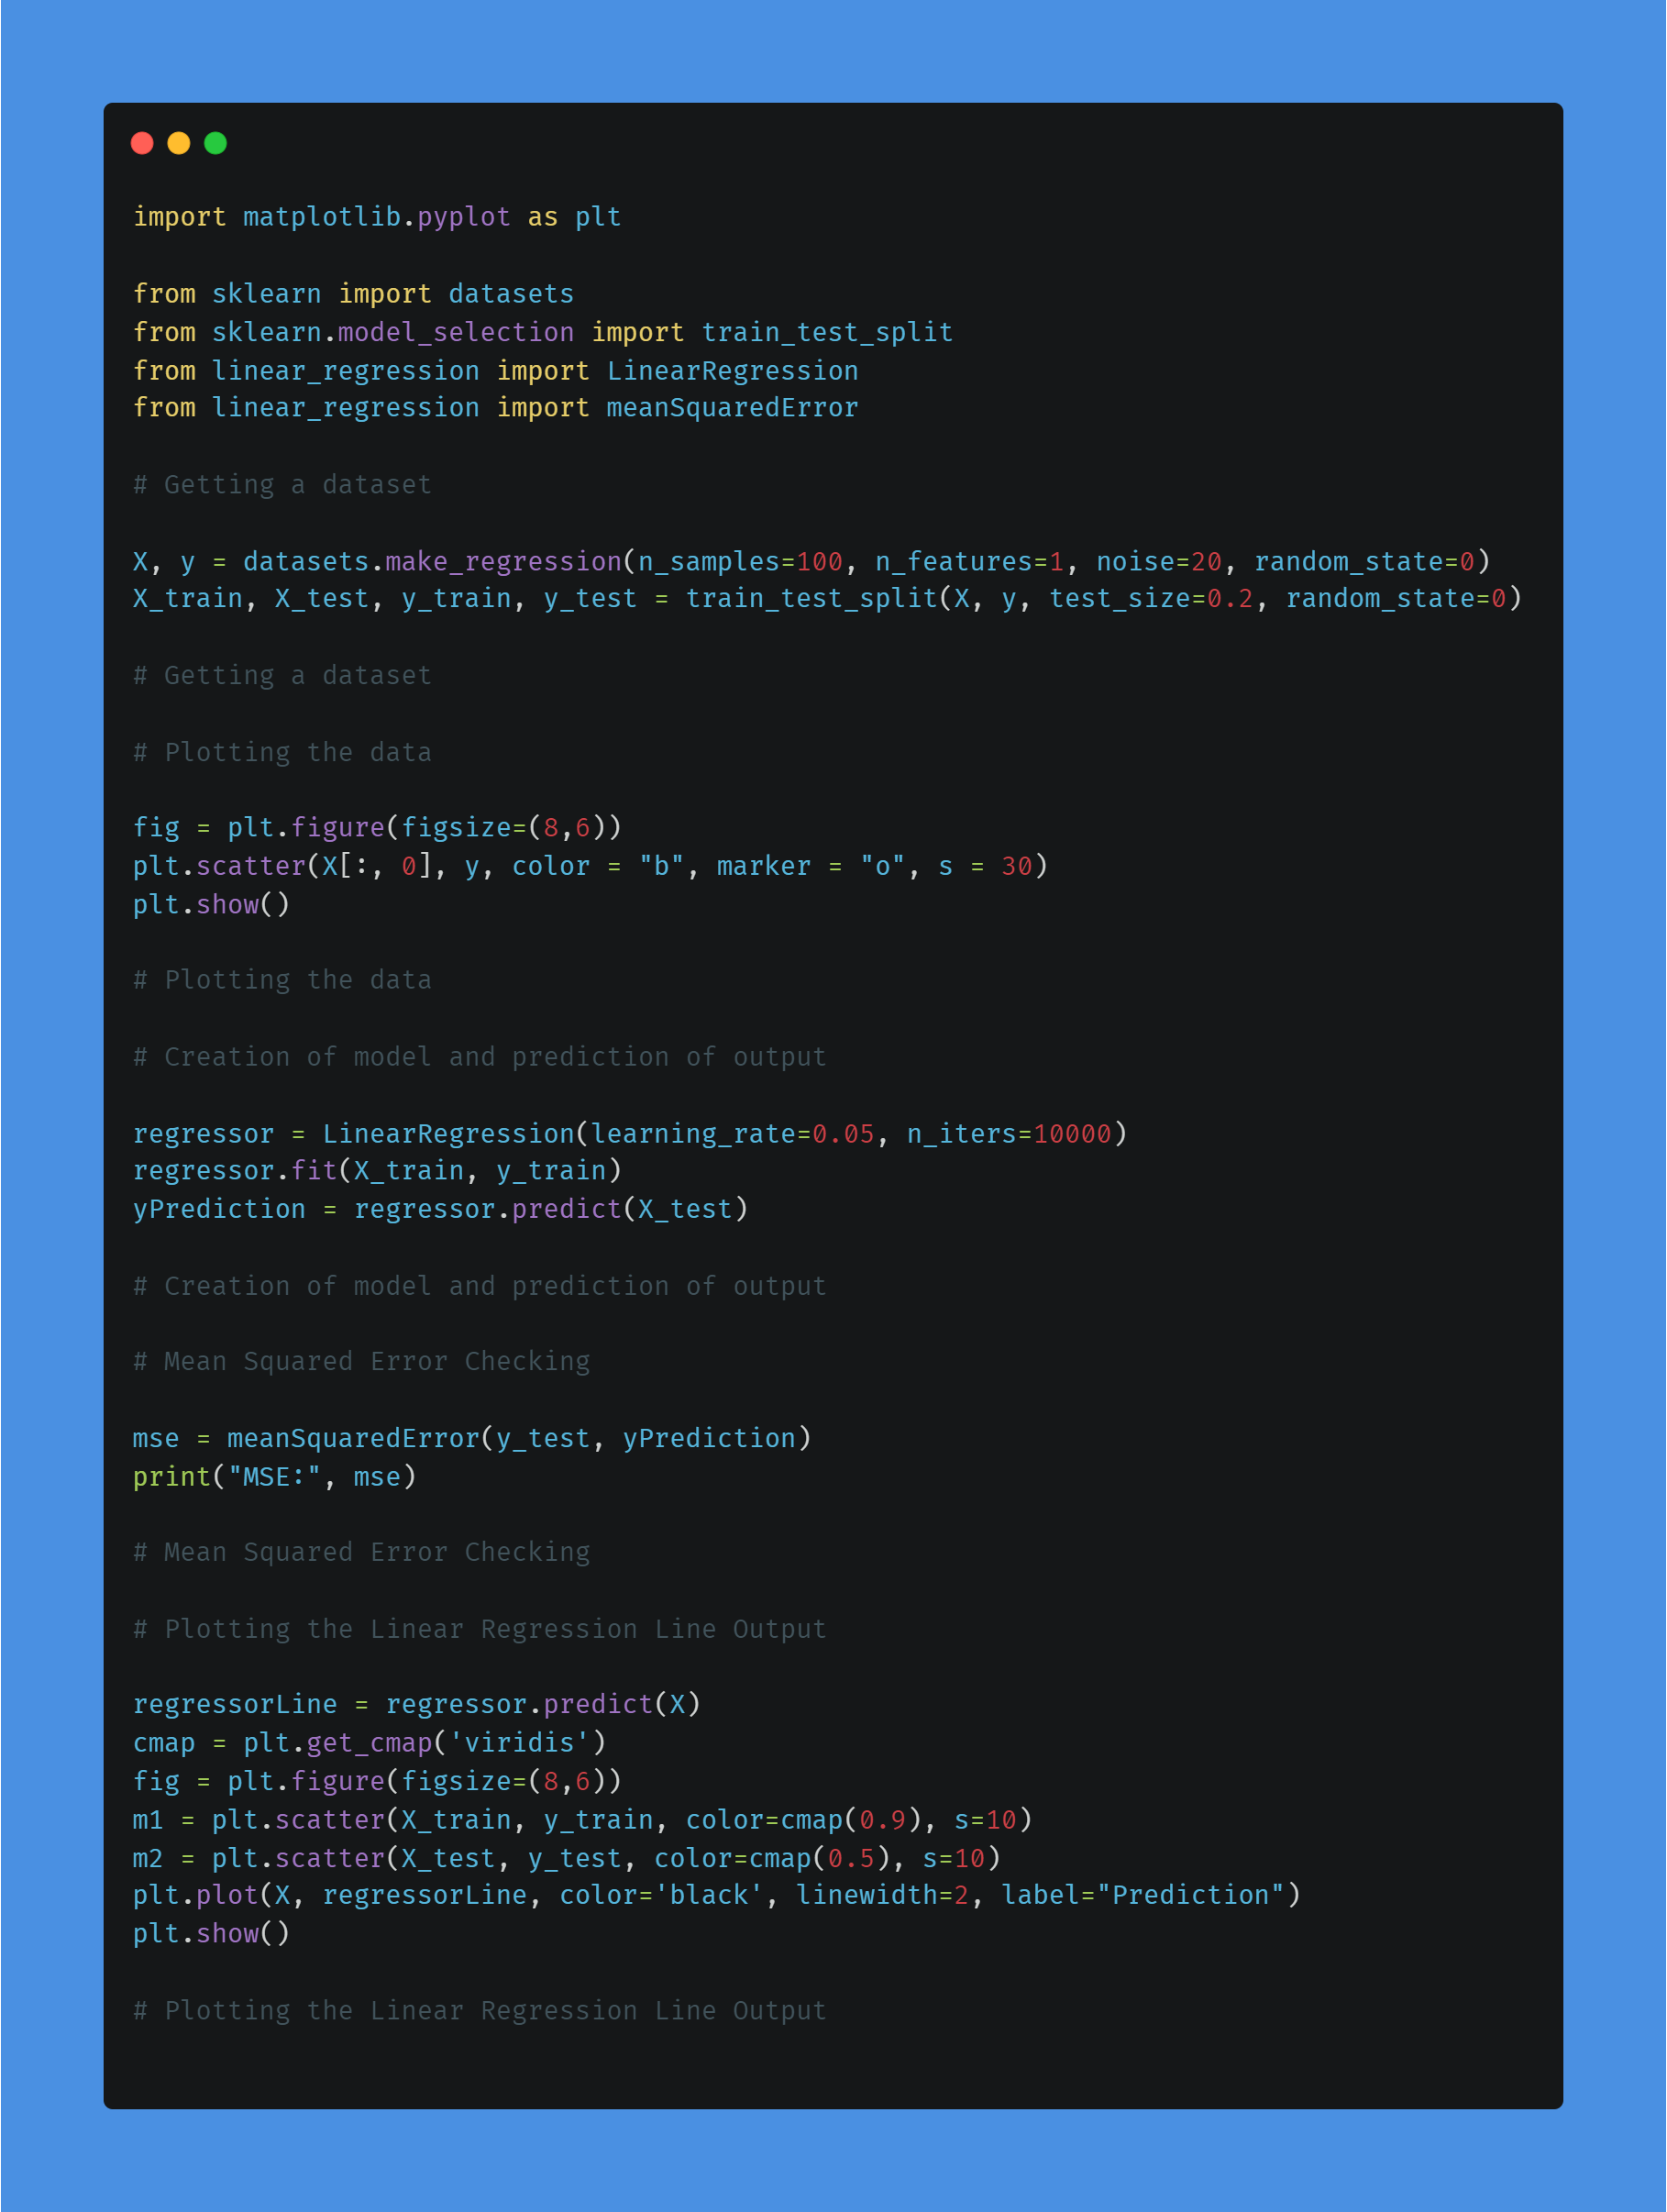 import matplotlib.pyplot as plt
from sklearn import datasets
from sklearn.model_selection import train_test_split
from linear_regression import LinearRegression
from linear_regression import meanSquaredError
# Getting a dataset
X, y = datasets.make_regression(n_samples=100, n_features=1, noise=20, random_state=0)
X_train, X_test, y_train, y_test = train_test_split(X, y, test_size=0.2, random_state=0)
# Getting a dataset
# Plotting the data
fig = plt.figure(figsize=(8,6))
plt.scatter(X[:, 0], y, color = "b", marker = "o", s = 30)
plt.show()
# Plotting the data
# Creation of model and prediction of output
regressor = LinearRegression(learning_rate=0.05, n_iters=10000)
regressor.fit(X_train, y_train)
yPrediction = regressor.predict(X_test)
# Creation of model and prediction of output
# Mean Squared Error Checking
mse = meanSquaredError(y_test, yPrediction)
print("MSE:", mse)
# Mean Squared Error Checking
# Plotting the Linear Regression Line Output
regressorLine = regressor.predict(X)
cmap = plt.get_cmap('viridis')
fig = plt.figure(figsize=(8,6))
m1 = plt.scatter(X_train, y_train, color=cmap(0.9), s=10)
m2 = plt.scatter(X_test, y_test, color=cmap(0.5), s=10)
plt.plot(X, regressorLine, color='black', linewidth=2, label="Prediction")
plt.show()
# Plotting the Linear Regression Line Output